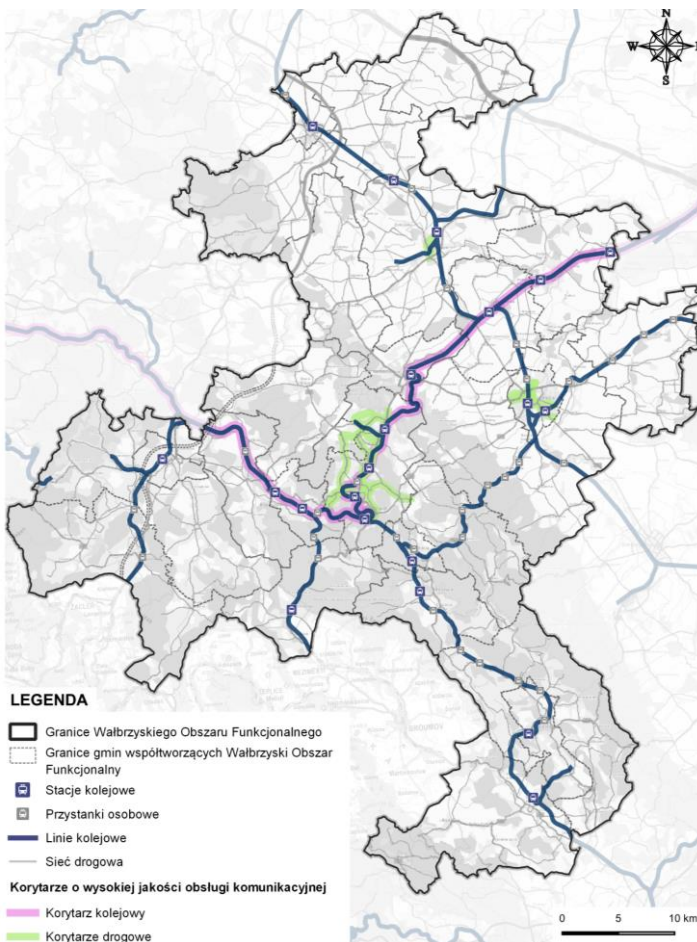 N
W
S
LEGENDA
Granice Wałbrzyskiego Obszaru Funkcjonalnego
Granice gmin współtworzących Wałbrzyski Obszar
Funkcjonalny
Stacje kolejowe
Przystanki osobowe
Linie kolejowe
Sieć drogowa
Korytarze o wysokiej jakości obsługi komunikacyjnej
Korytarz kolejowy
Korytarze drogowe
0 5 10 km